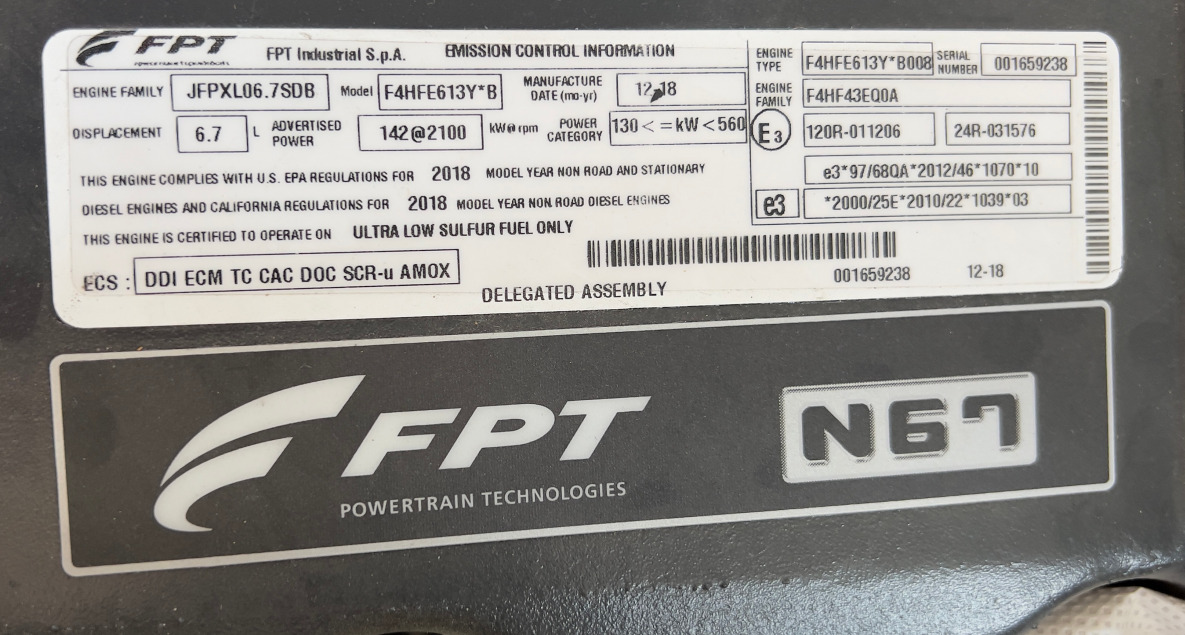 FPT FPT Industrial S.p.A. EMISSION CONTROL INFORMATION
ENGINE FAMILY JFPXL06.7SDB Model F4HFE613Y*B MANUFACTURE DATE (mo-yr) 12-18
DISPLACEMENT 6.7 L ADVERTISED POWER 142@2100 kW@rpm POWER CATEGORY 130<=kW<560
THIS ENGINE COMPLIES WITH U.S. EPA REGULATIONS FOR 2018 MODEL YEAR NON ROAD AND STATIONARY
DIESEL ENGINES AND CALIFORNIA REGULATIONS FOR 2018 MODEL YEAR NON ROAD DIESEL ENGINES
THIS ENGINE IS CERTIFIED TO OPERATE ON ULTRA LOW SULFUR FUEL ONLY
ECS : DDI ECM TC CAC DOC SCR-u AMOX
DELEGATED ASSEMBLY
ENGINE TYPE F4HFE613Y*B008 SERIAL NUMBER 001659238
ENGINE FAMILY F4HF43EQ0A
E3 120R-011206 24R-031576
e3*97/68QA*2012/46*1070*10
e3 *2000/25E*2010/22*1039*03
001659238 12-18
FPT N67
POWERTRAIN TECHNOLOGIES